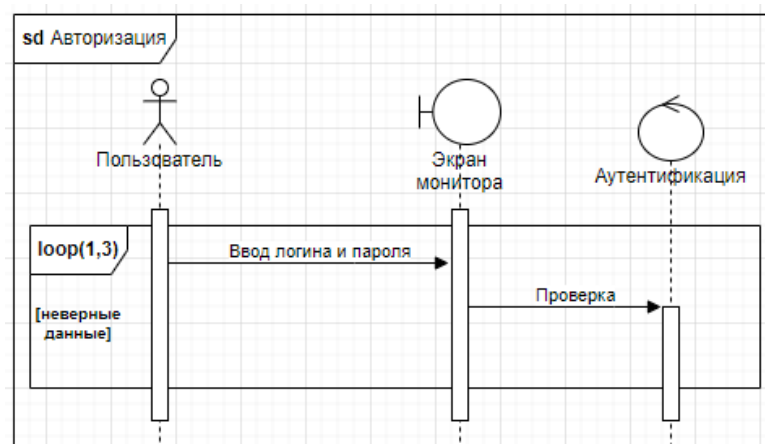 sd Авторизация
Пользователь
Экран
монитора
Аутентификация
loop(1,3)
Ввод логина и пароля
Проверка
[неверные
данные]